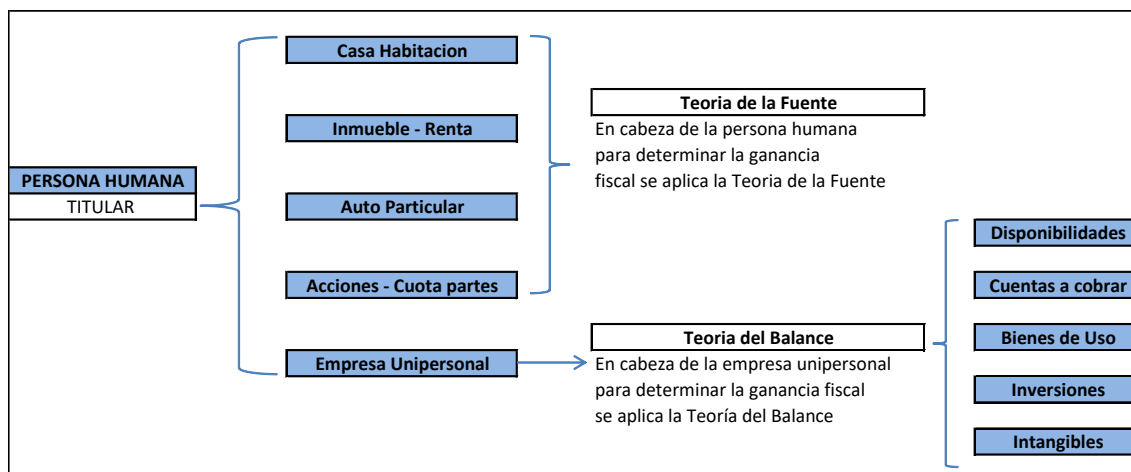 PERSONA HUMANA
TITULAR
Casa Habitacion
Inmueble - Renta
Auto Particular
Acciones - Cuota partes
Empresa Unipersonal
Teoria de la Fuente
En cabeza de la persona humana
para determinar la ganancia
fiscal se aplica la Teoria de la Fuente
Teoria del Balance
En cabeza de la empresa unipersonal
para determinar la ganancia fiscal
se aplica la Teoría del Balance
Disponibilidades
Cuentas a cobrar
Bienes de Uso
Inversiones
Intangibles